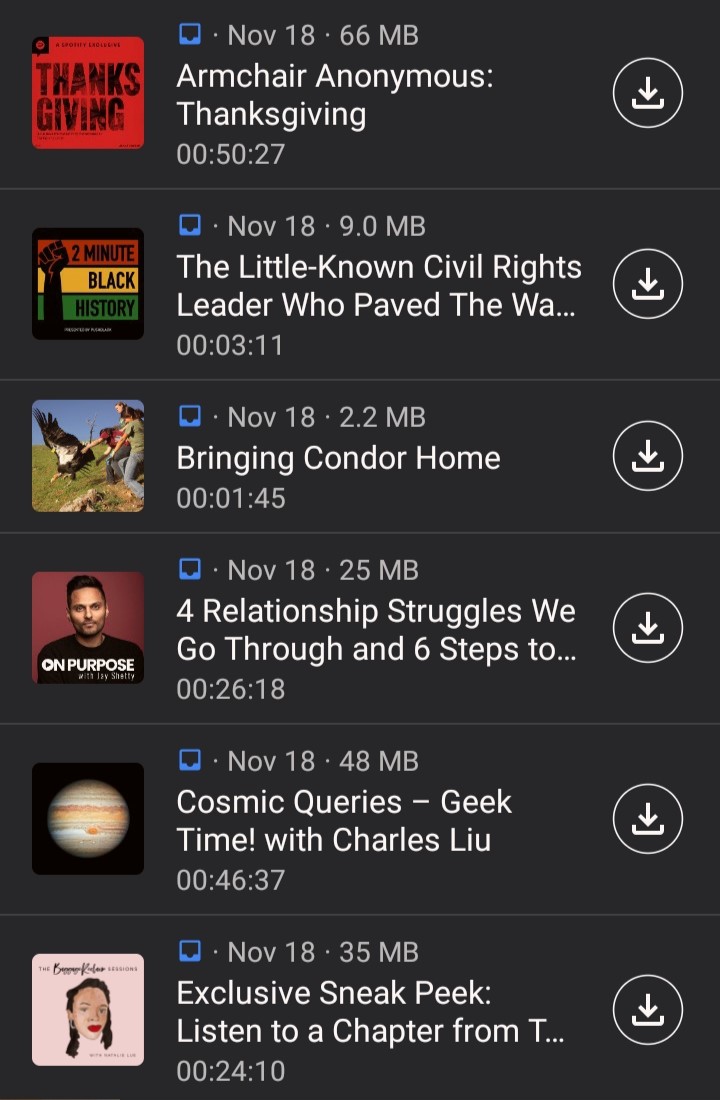 A SPOTIFY EXCLUSIVE
THANKS
GIVING
· Nov 18 · 66 MB
Armchair Anonymous:
Thanksgiving
00:50:27
2 MINUTE
BLACK
HISTORY
PRESENTED BY PUSHBLACK
· Nov 18 · 9.0 MB
The Little-Known Civil Rights
Leader Who Paved The Wa...
00:03:11
· Nov 18 · 2.2 MB
Bringing Condor Home
00:01:45
ON PURPOSE
with Jay Shetty
· Nov 18 · 25 MB
4 Relationship Struggles We
Go Through and 6 Steps to...
00:26:18
· Nov 18 · 48 MB
Cosmic Queries – Geek
Time! with Charles Liu
00:46:37
THE Baggage Reclaim SESSIONS
WITH NATALIE LUE
· Nov 18 · 35 MB
Exclusive Sneak Peek:
Listen to a Chapter from T...
00:24:10